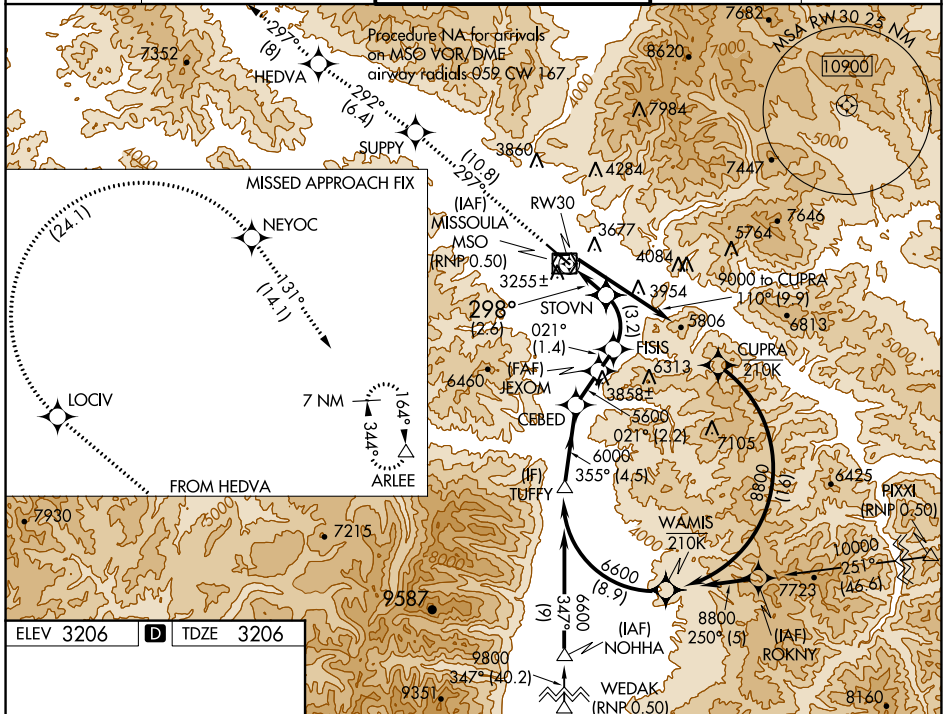 7682
MSA RW30 25 NM
10900
297°
(8)
Procedure NA for arrivals
on MSO VOR/DME
airway radials 059 CW 167
7352
HEDVA
8620
7000
292°
(6.4)
7984
5000
4000
SUPPY
(10.8)
297°
3860
4284
7447
MISSED APPROACH FIX
(24.1)
NEYOC
131°
(14.1)
LOCIV
7 NM
344°
164°
ARLEE
FROM HEDVA
(IAF)
MISSOULA
MSO
(RNP 0.50)
RW30
3677
7646
5764
4084
3255±
3954
9000 to CUPRA
110° (9.9)
298°
(2.6)
STOVN
(3.2)
5806
6813
021°
(1.4)
FISIS
CUPRA
210K
6460
(FAF)
JEXOM
6313
3858±
CEBED
5600
021° (2.2)
7105
6000
355° (4.5)
8800
(16)
6425
(IF)
TUFFY
PIXXI
(RNP 0.50)
7930
5000
7215
5000
WAMIS
210K
10000
251°
(46.6)
6600
(8.9)
7723
9587
6600
347°
(9)
8800
250° (5)
(IAF)
ROKNY
(IAF)
NOHHA
ELEV 3206
D
TDZE 3206
9800
347° (40.2)
WEDAK
(RNP 0.50)
9351
8160